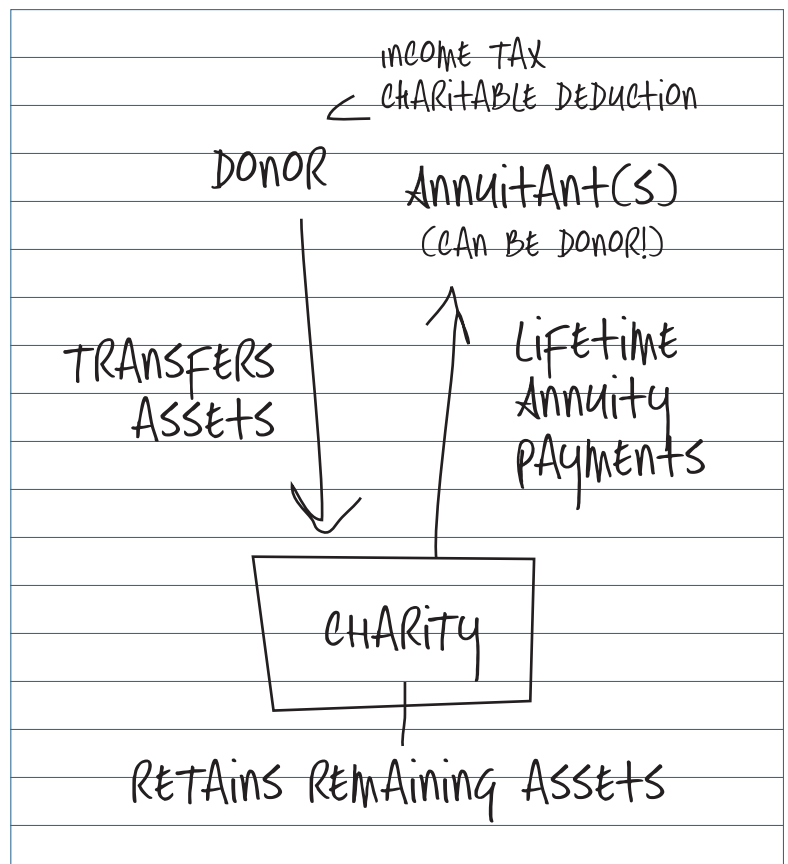 INCOME TAX
CHARITABLE DEDUCTION
DONOR
ANNUITANT(S)
(CAN BE DONOR!)
TRANSFERS
ASSETS
LIFETIME
ANNUITY
PAYMENTS
CHARITY
RETAINS REMAINING ASSETS